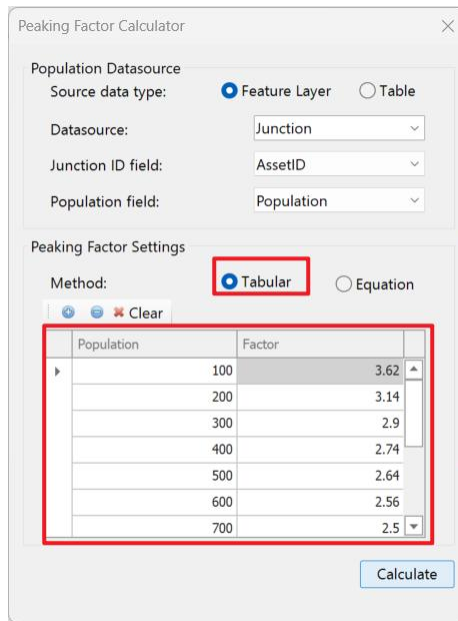 Peaking Factor Calculator
Population Datasource
Source data type: Feature Layer Table
Datasource: Junction
Junction ID field: AssetID
Population field: Population
Peaking Factor Settings
Method: Tabular Equation
Clear
Population Factor
100 3.62
200 3.14
300 2.9
400 2.74
500 2.64
600 2.56
700 2.5
Calculate